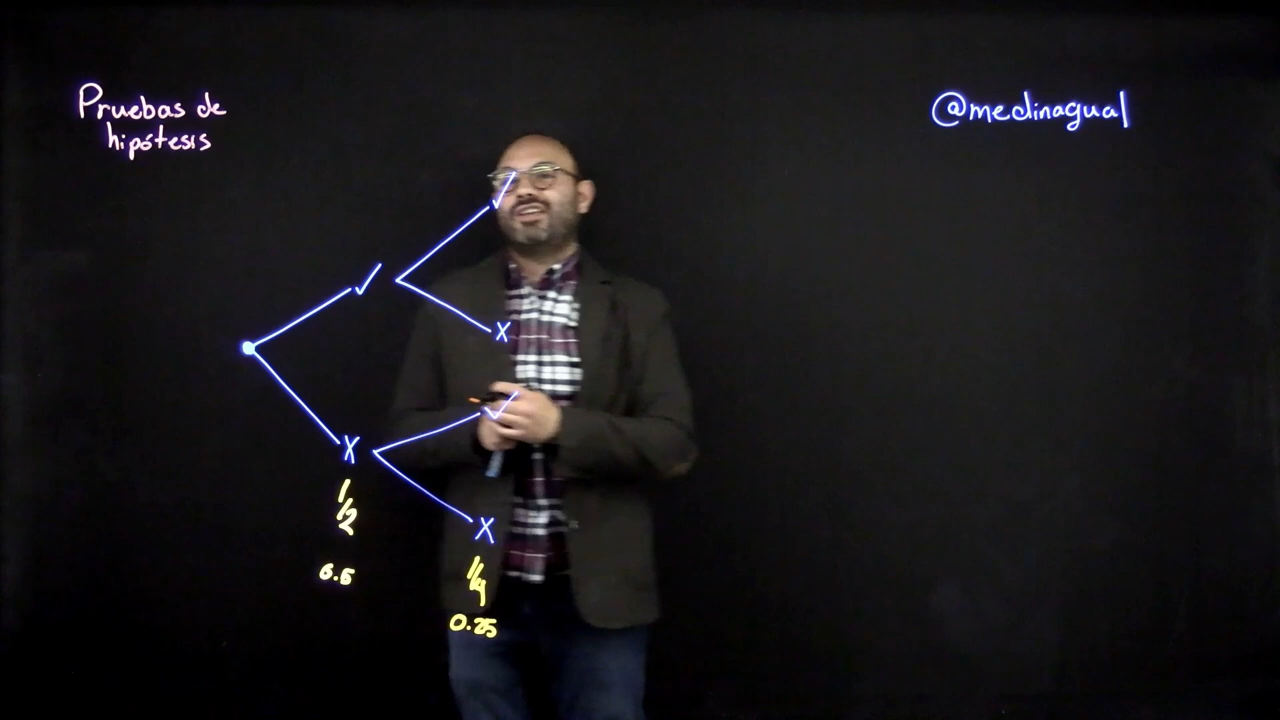 Pruebas de
hipótesis
@medinagual
✓
✓
x
✓
x
1/2
0.5
x
1/4
0.25